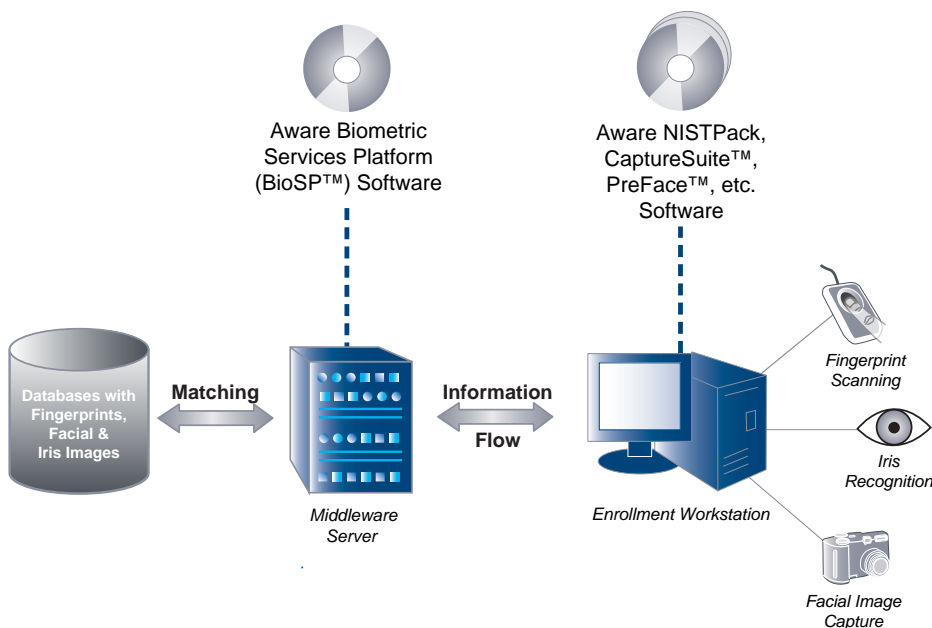 Aware Biometric
Services Platform
(BioSP™) Software
Aware NISTPack,
CaptureSuite™,
PreFace™, etc.
Software
Databases with
Fingerprints,
Facial &
Iris Images
Matching
Middleware
Server
Information
Flow
Enrollment Workstation
Fingerprint
Scanning
Iris
Recognition
Facial Image
Capture